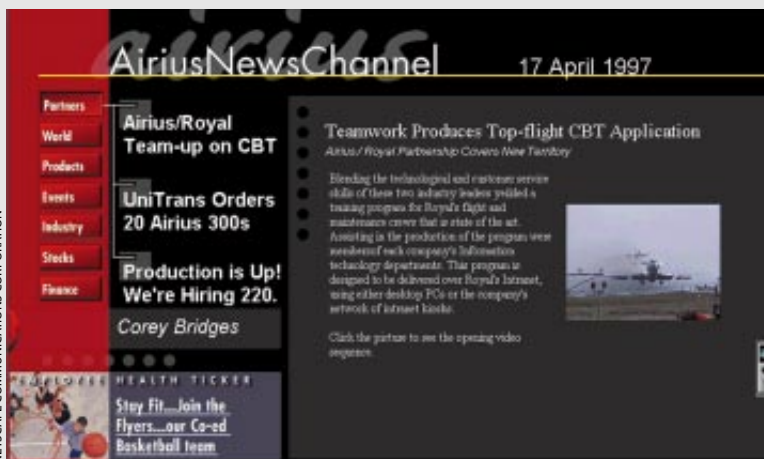 airius
AiriusNewsChannel
17 April 1997
Partners
World
Products
Events
Industry
Stocks
Finance
Airius/Royal
Team-up on CBT
UniTrans Orders
20 Airius 300s
Production is Up!
We're Hiring 220.
Corey Bridges
EMPLOYEE HEALTH TICKER
Stay Fit...Join the
Flyers...our Co-ed
Basketball team
Teamwork Produces Top-flight CBT Application
Airius / Royal Partnership Covers New Territory
Blending the technological and customer service
skills of these two industry leaders yeilded a
training program for Royal's flight and
maintenance crews that is state of the art.
Assisting in the production of the program were
members of each company's Information
technology departments. This program is
designed to be delivered over Royal's Intranet,
using either desktop PCs or the company's
network of intranet kiosks.
Click the picture to see the opening video
sequence.